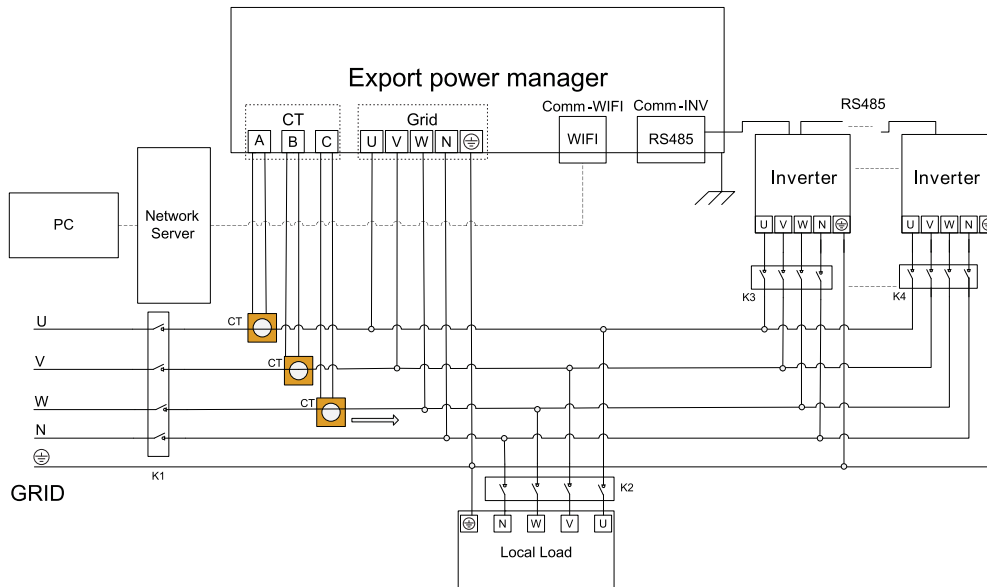 Export power manager
CT
Grid
Comm-WIFI
Comm-INV
RS485
A B C
U V W N
WIFI
RS485
PC
Network
Server
Inverter
Inverter
U V W N
U V W N
K3
K4
CT
U
CT
V
CT
W
N
K1
GRID
K2
N W V U
Local Load